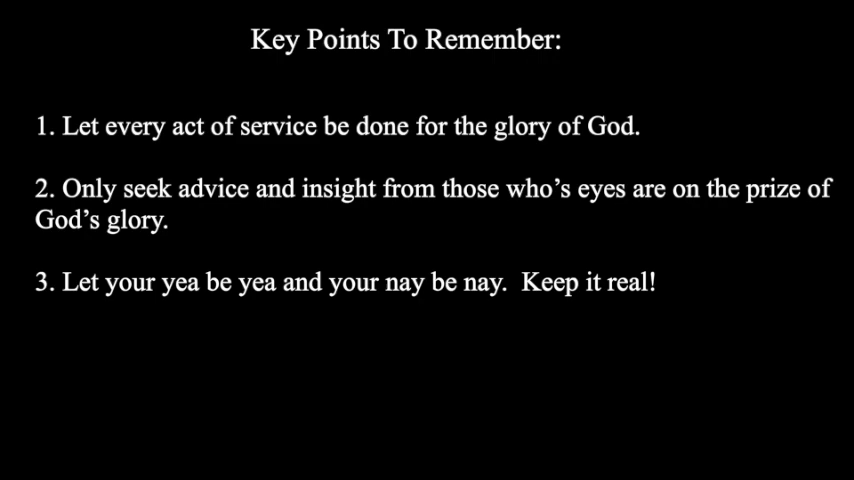 Key Points To Remember:
1. Let every act of service be done for the glory of God.
2. Only seek advice and insight from those who’s eyes are on the prize of
God’s glory.
3. Let your yea be yea and your nay be nay.  Keep it real!